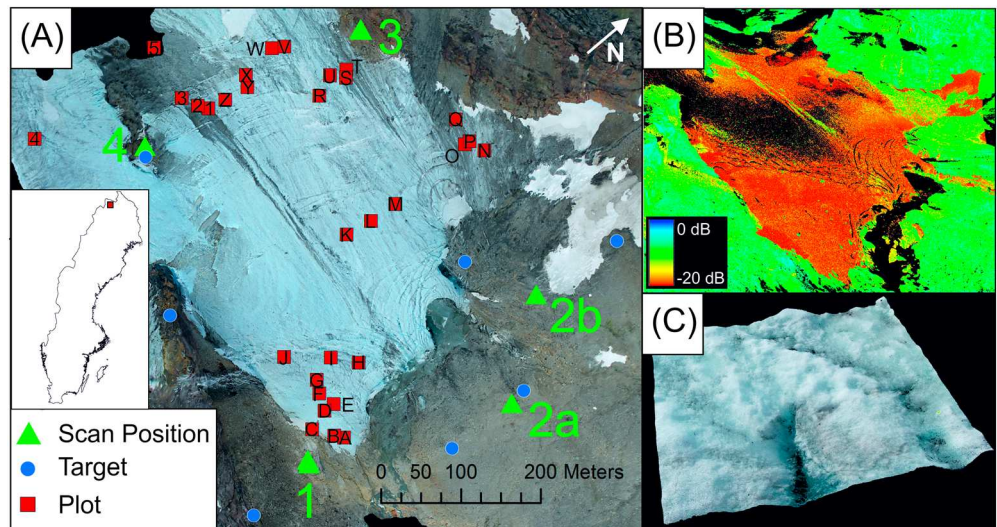 (A)
W V
3
N
5
T
X U S
Y R
3 2 1 Z
4
4
Q
P
O N
M
L
K
2b
J I H
G
F
E
D
2a
C B A
1
0 50 100 200 Meters
Scan Position
Target
Plot
(B)
0 dB
-20 dB
(C)